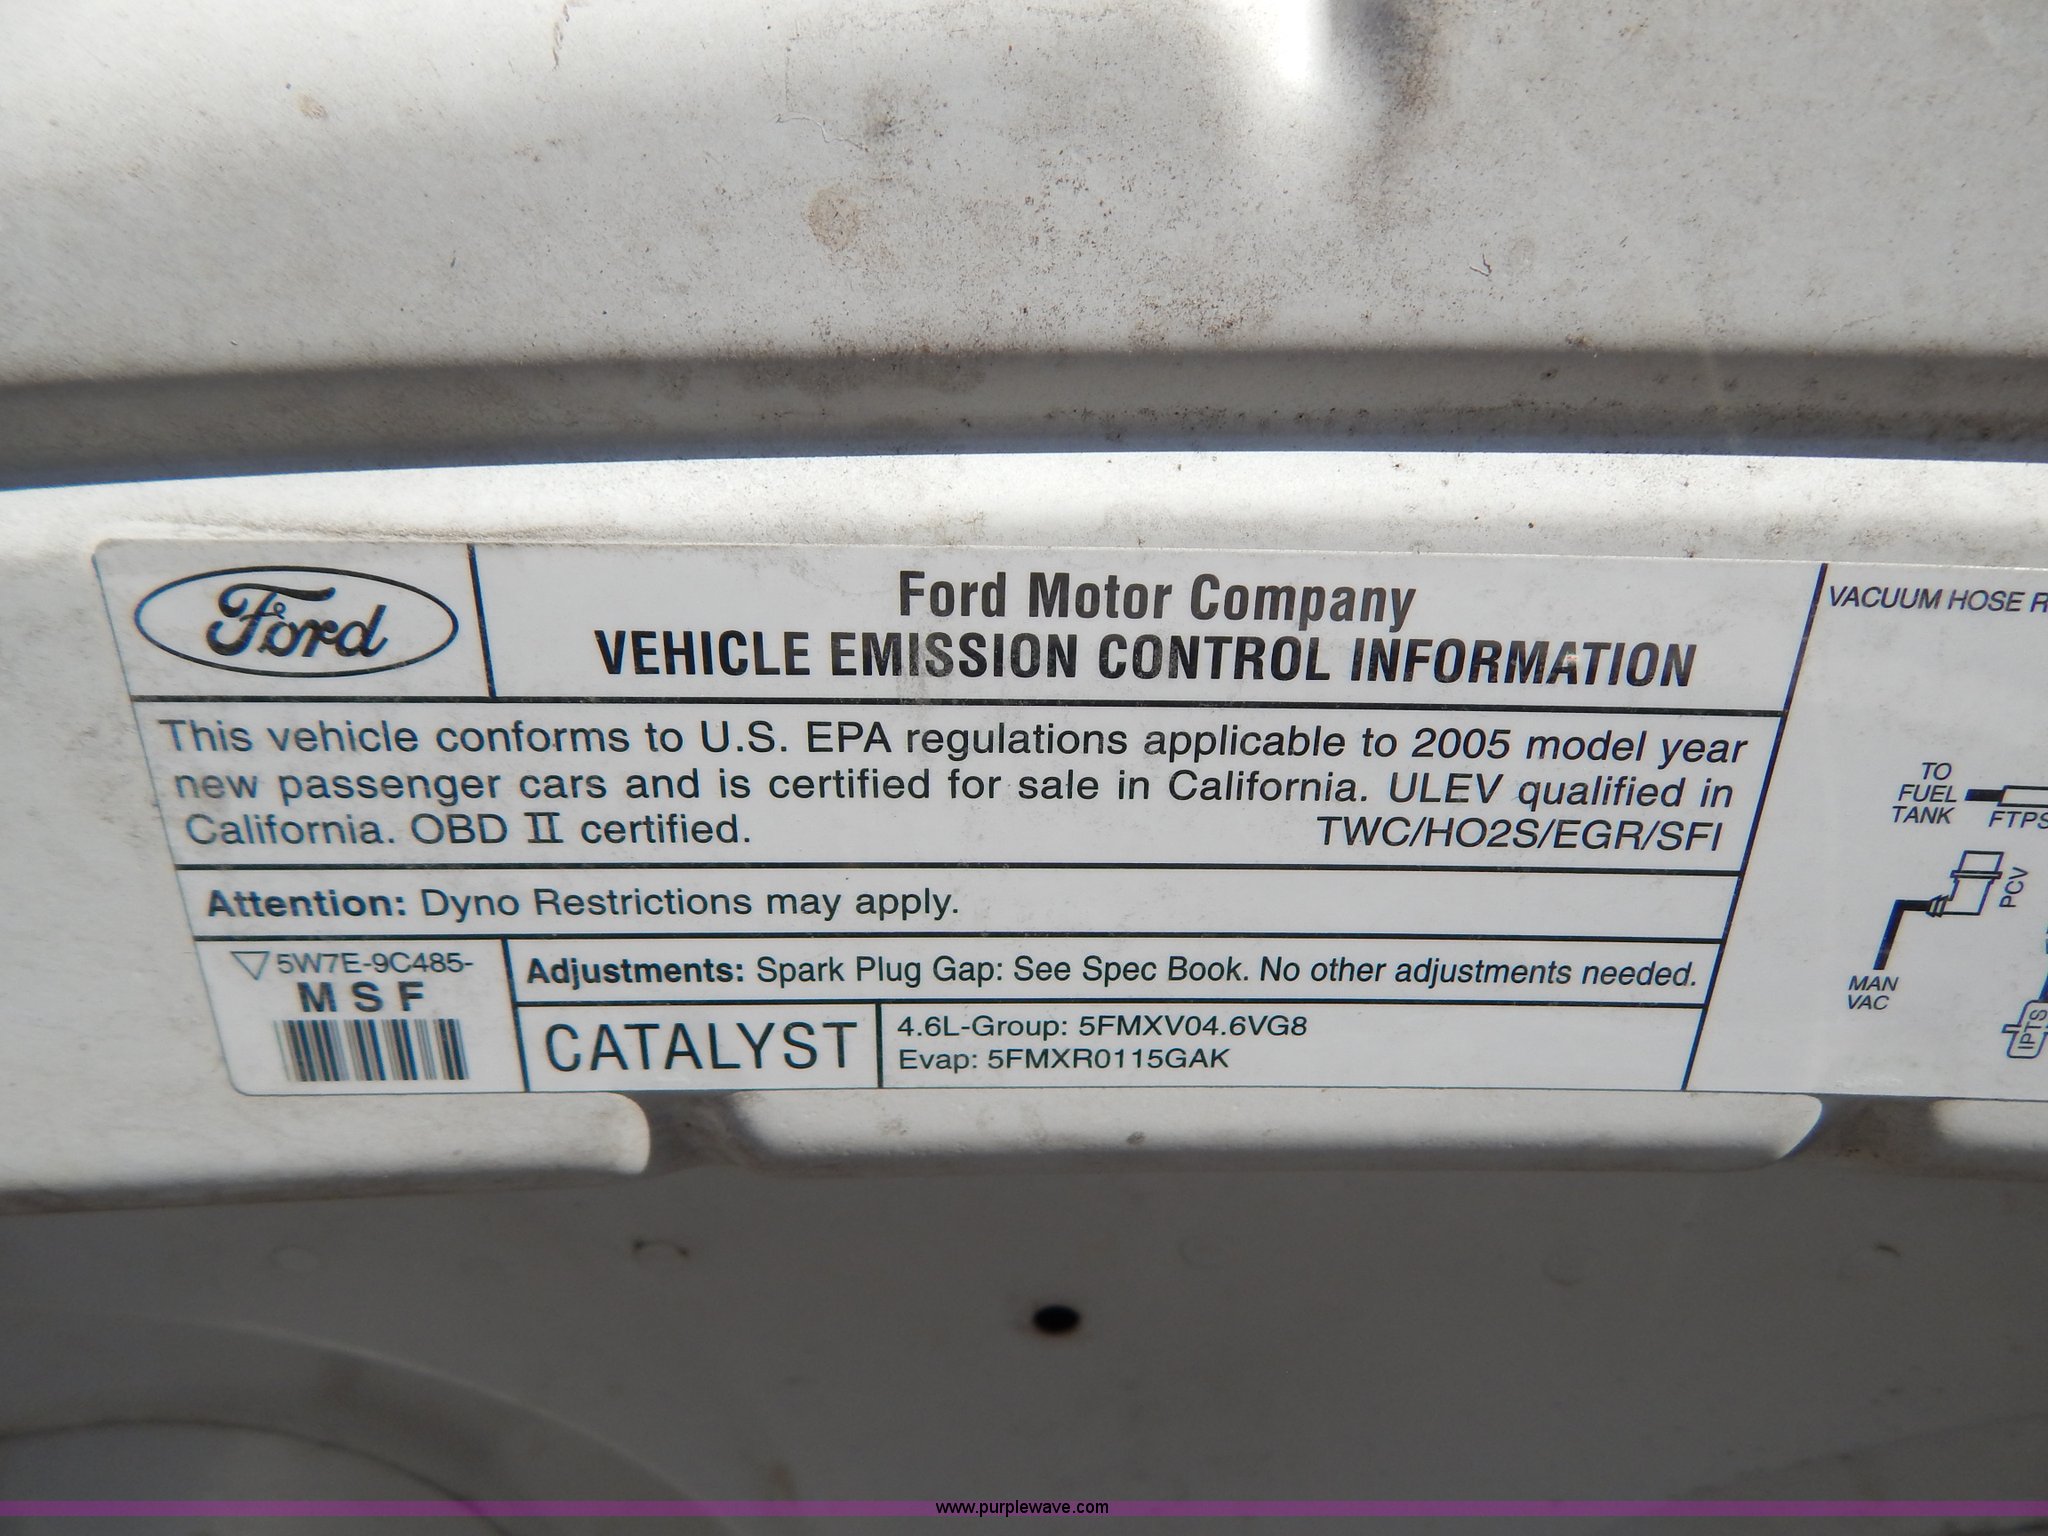 Ford
Ford Motor Company
VEHICLE EMISSION CONTROL INFORMATION
This vehicle conforms to U.S. EPA regulations applicable to 2005 model year
new passenger cars and is certified for sale in California. ULEV qualified in
California. OBD II certified.
TWC/HO2S/EGR/SFI
Attention: Dyno Restrictions may apply.
5W7E-9C485-
M S F
Adjustments: Spark Plug Gap: See Spec Book. No other adjustments needed.
CATALYST
4.6L-Group: 5FMXV04.6VG8
Evap: 5FMXR0115GAK
VACUUM HOSE R
TO
FUEL
TANK
FTPS
PCV
MAN
VAC
IPTS
www.purplewave.com